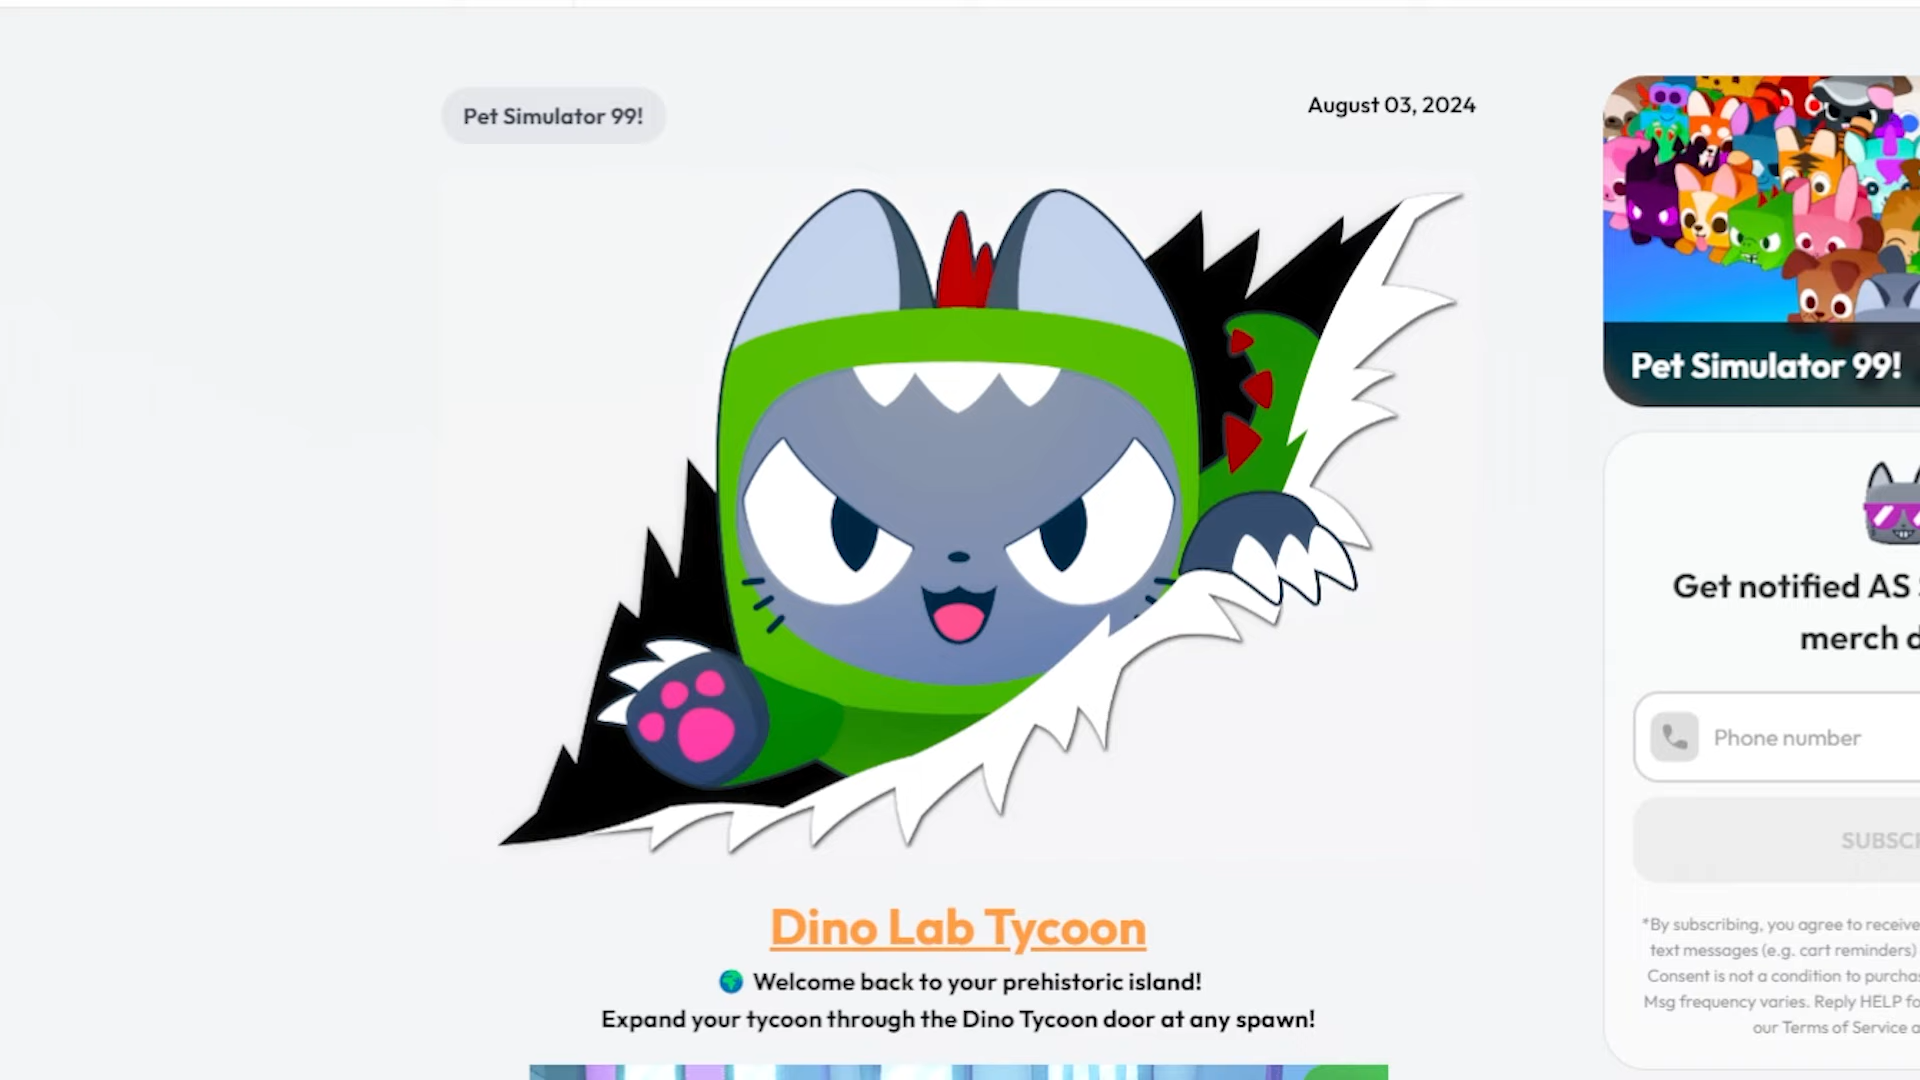 Pet Simulator 99!
August 03, 2024
Dino Lab Tycoon
Welcome back to your prehistoric island!
Expand your tycoon through the Dino Tycoon door at any spawn!
Pet Simulator 99!
Get notified AS
merch
Phone number
*By subscribing, you agree to receive
text messages (e.g. cart reminders)
Consent is not a condition to
Msg frequency varies. Reply HELP
our Terms of Service